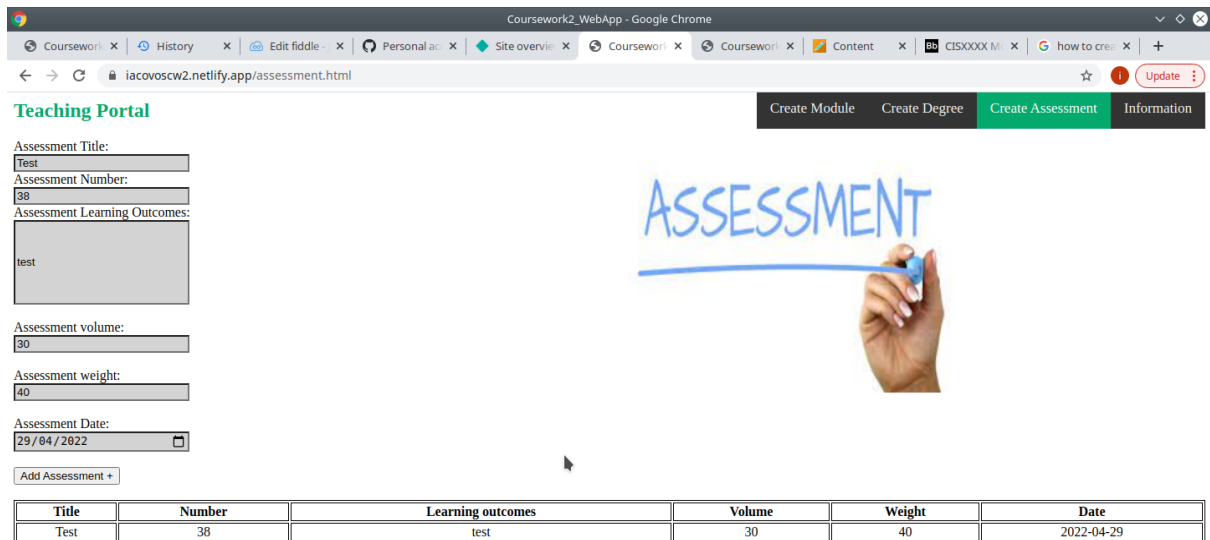 Coursework2_WebApp - Google Chrome
Coursework History Edit fiddle - Personal ac Site overvie Coursework Coursework Content Bb CISXXX M how to crea
iacovoscw2.netlify.app/assessment.html i Update
Teaching Portal Create Module Create Degree Create Assessment Information
Assessment Title:
Test
Assessment Number:
38
Assessment Learning Outcomes:
test
ASSESSMENT
Assessment volume:
30
Assessment weight:
40
Assessment Date:
29/04/2022
Add Assessment +
Title Number Learning outcomes Volume Weight Date
Test 38 test 30 40 2022-04-29